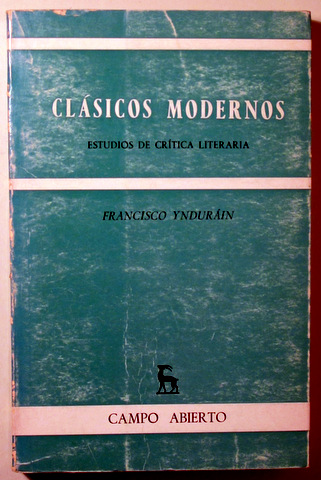 CLÁSICOS MODERNOS
ESTUDIOS DE CRÍTICA LITERARIA
FRANCISCO YNDURÁIN
CAMPO ABIERTO